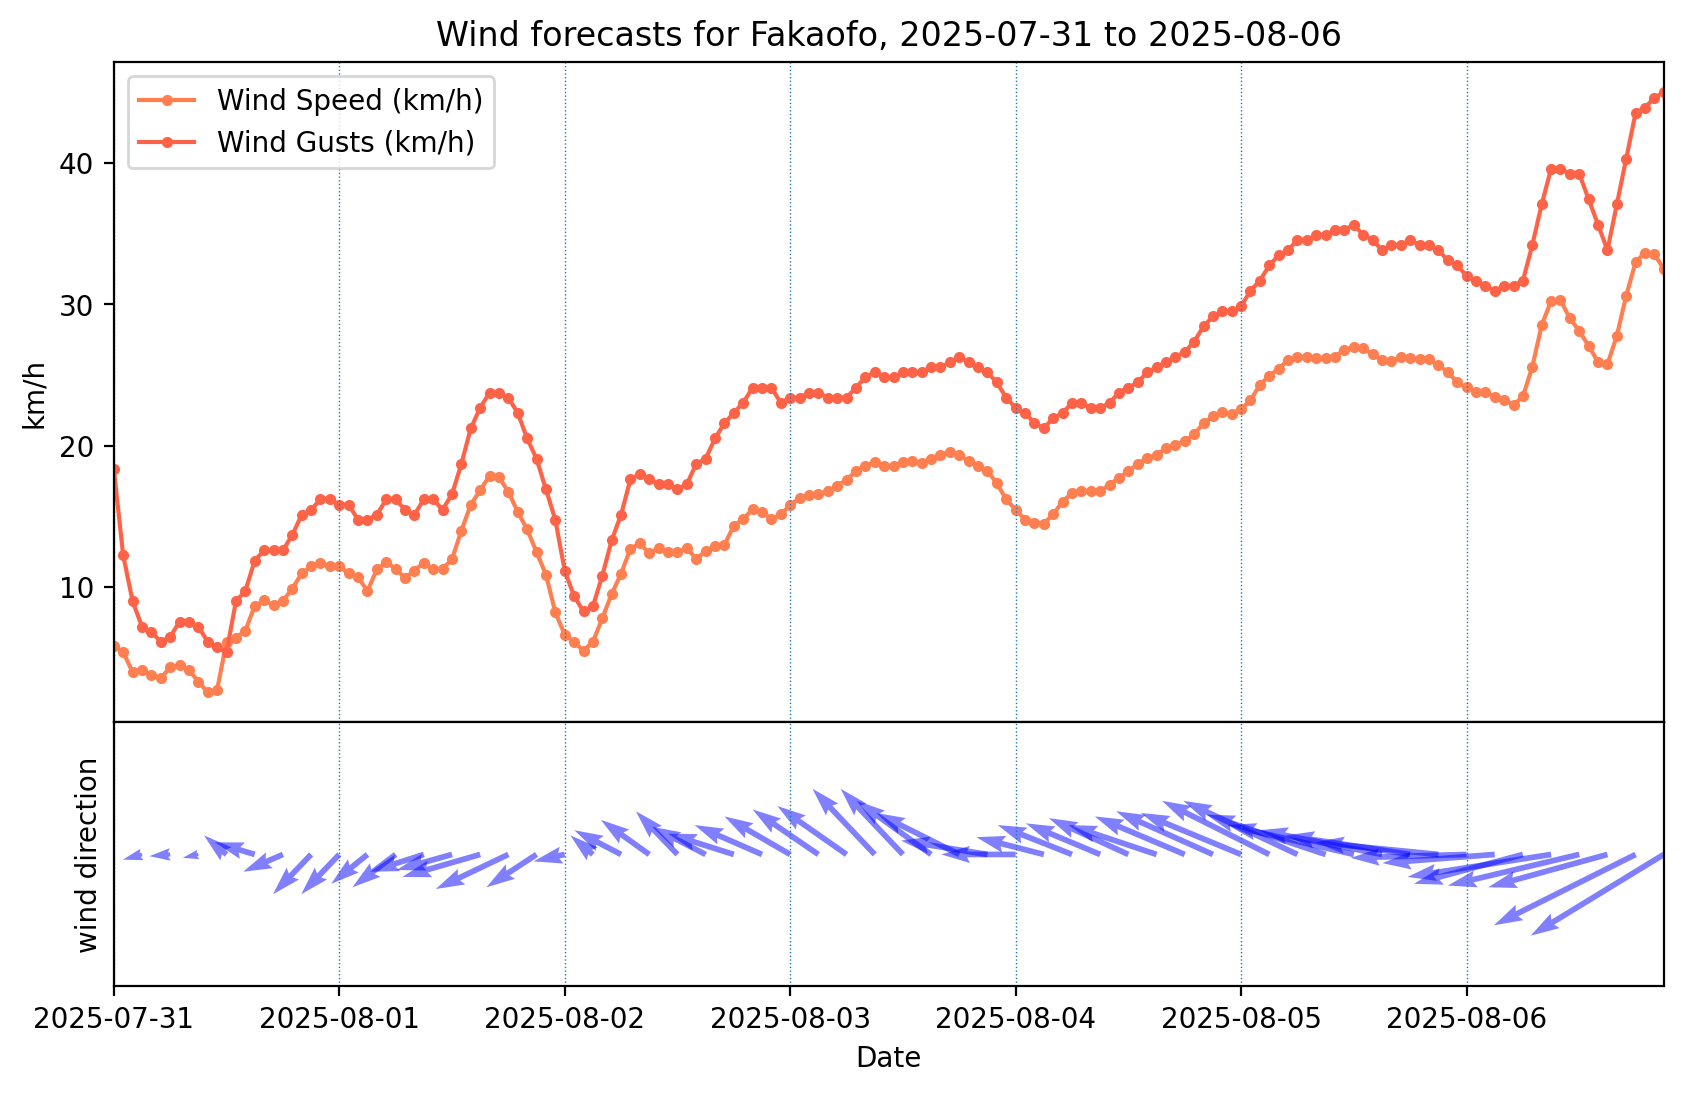 Wind forecasts for Fakaofo, 2025-07-31 to 2025-08-06
Wind Speed (km/h)
Wind Gusts (km/h)
40
30
20
10
km/h
wind direction
2025-07-31
2025-08-01
2025-08-02
2025-08-03
2025-08-04
2025-08-05
2025-08-06
Date